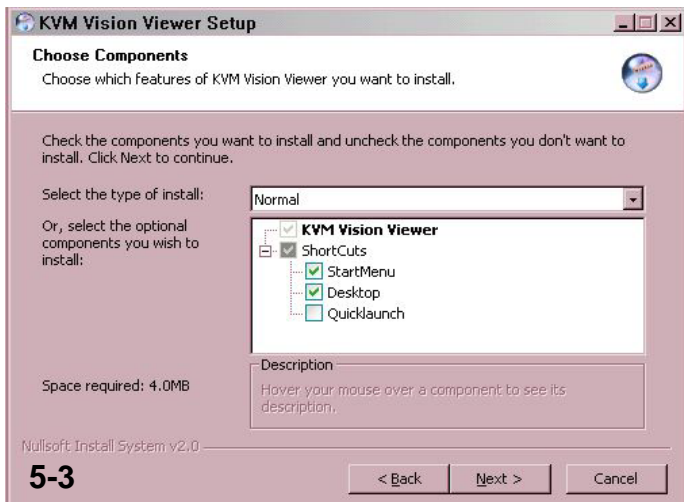 KVM Vision Viewer Setup
Choose Components
Choose which features of KVM Vision Viewer you want to install.
Check the components you want to install and uncheck the components you don't want to
install. Click Next to continue.
Select the type of install:
Normal
Or, select the optional
components you wish to
install:
KVM Vision Viewer
ShortCuts
StartMenu
Desktop
Quicklaunch
Space required: 4.0MB
Description
Hover your mouse over a component to see its
description.
Nullsoft Install System v2.0
5-3
< Back
Next >
Cancel